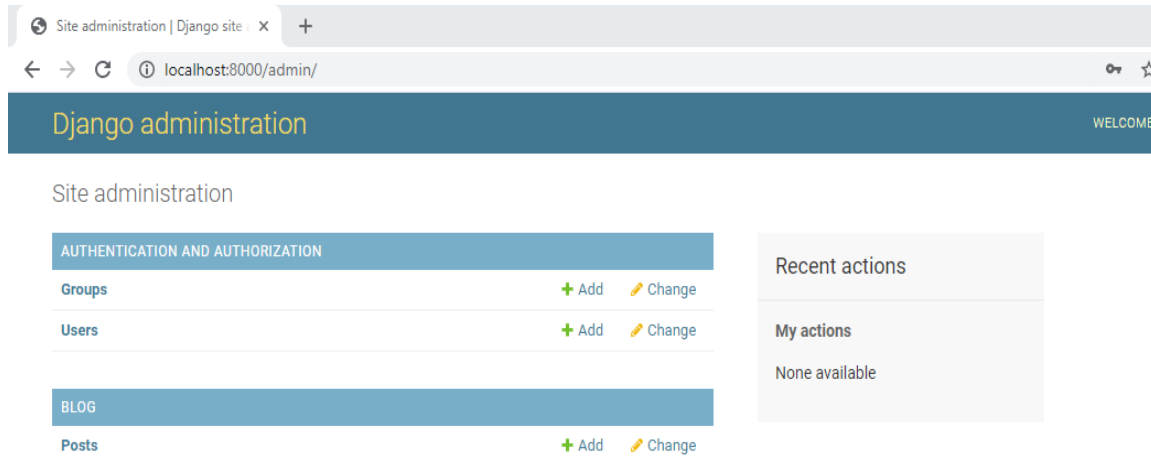 Site administration | Django site
localhost:8000/admin/
Django administration
WELCOME
Site administration
AUTHENTICATION AND AUTHORIZATION
Groups Add Change
Users Add Change
BLOG
Posts Add Change
Recent actions
My actions
None available